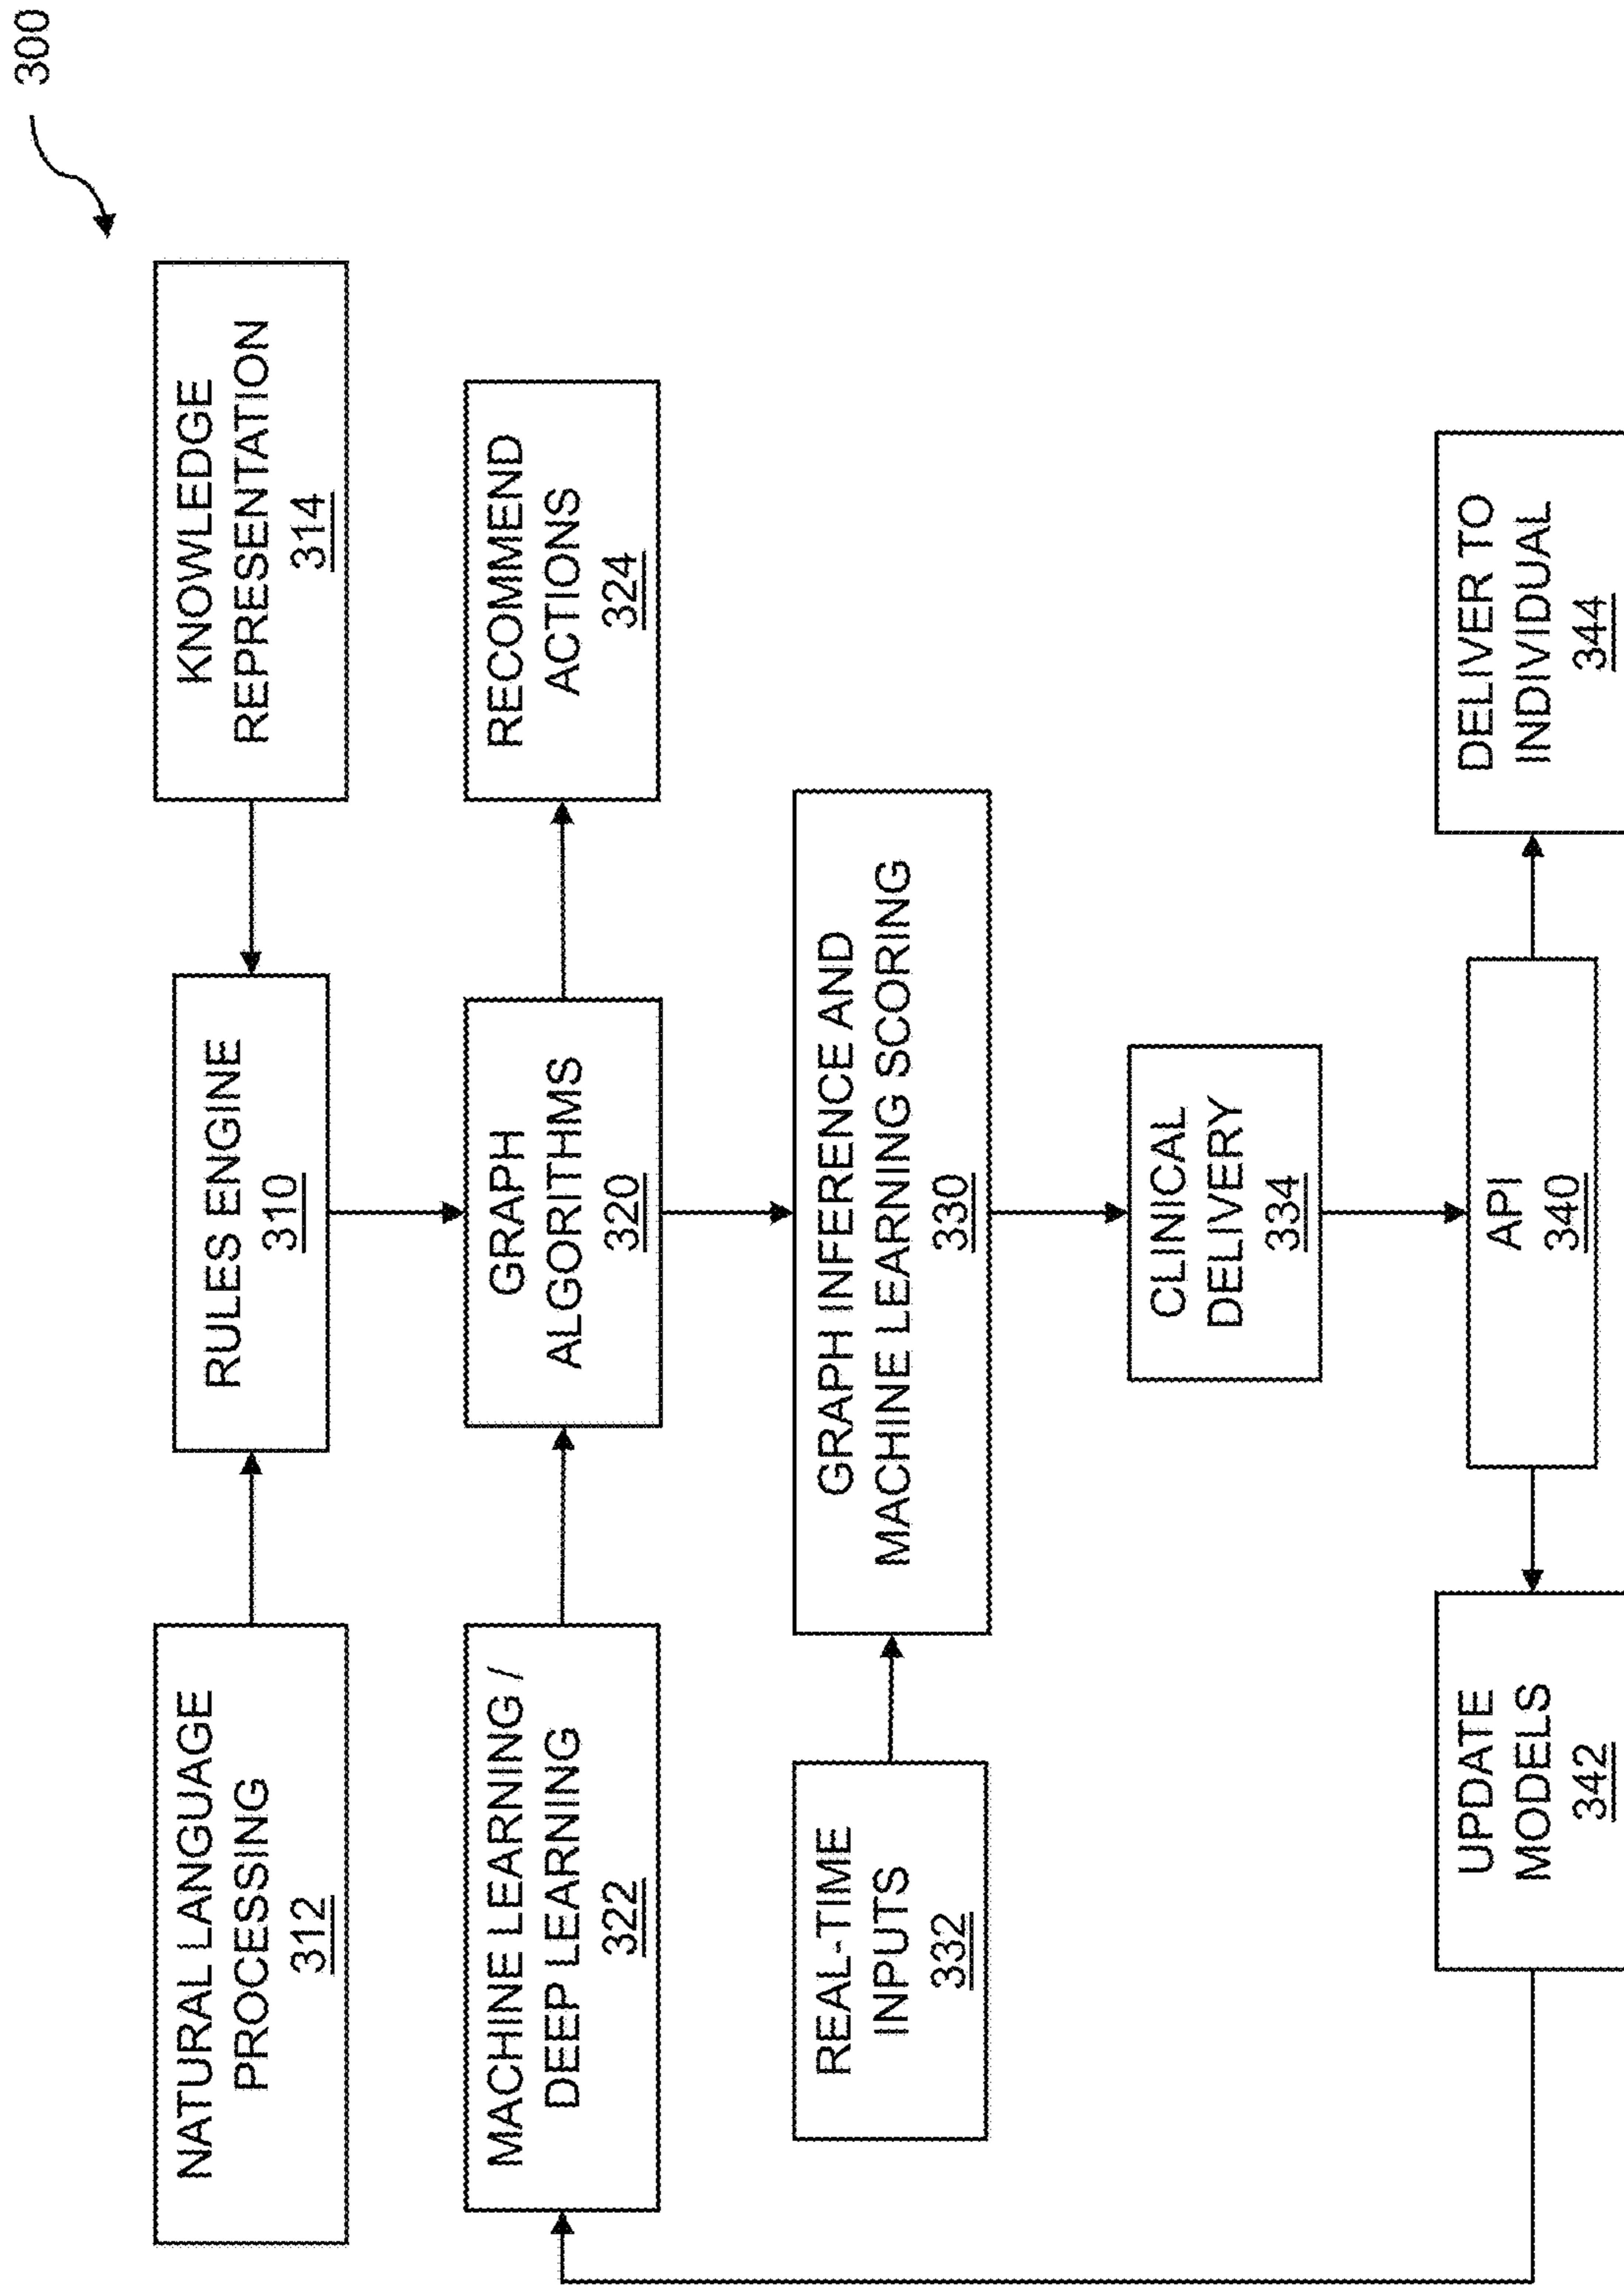 300
NATURAL LANGUAGE
PROCESSING
312
RULES ENGINE
310
KNOWLEDGE
REPRESENTATION
314
MACHINE LEARNING /
DEEP LEARNING
322
GRAPH
ALGORITHMS
320
RECOMMEND
ACTIONS
324
REAL-TIME
INPUTS
332
GRAPH INFERENCE AND
MACHINE LEARNING SCORING
330
CLINICAL
DELIVERY
334
UPDATE
MODELS
342
API
340
DELIVER TO
INDIVIDUAL
344